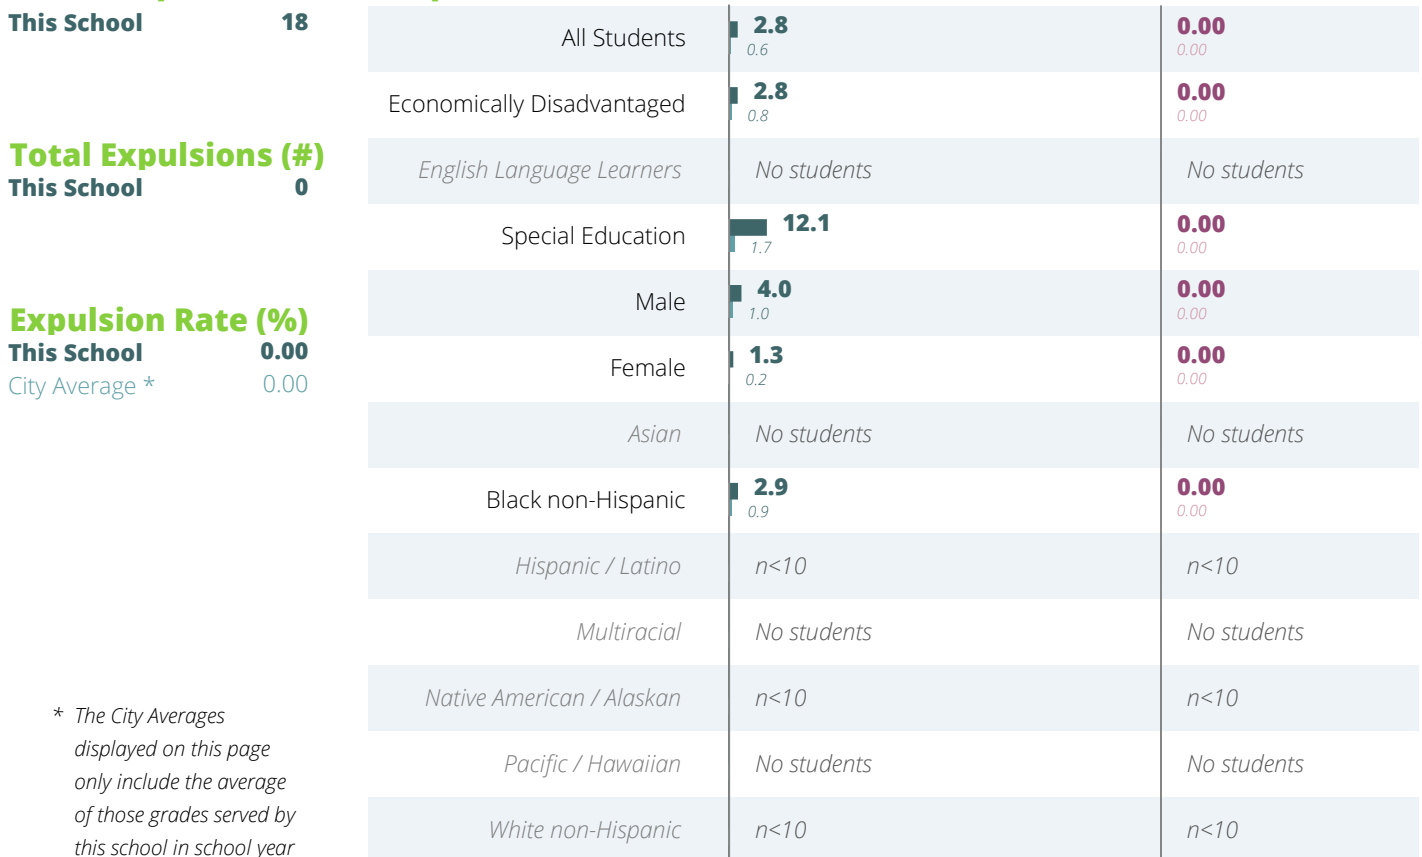 This School 18
Total Expulsions (#)
This School 0
Expulsion Rate (%)
This School 0.00
City Average * 0.00
* The City Averages
displayed on this page
only include the average
of those grades served by
this school in school year
All Students 2.8 0.00
0.6 0.00
Economically Disadvantaged 2.8 0.00
0.8 0.00
English Language Learners No students No students
Special Education 12.1 0.00
1.7 0.00
Male 4.0 0.00
1.0 0.00
Female 1.3 0.00
0.2 0.00
Asian No students No students
Black non-Hispanic 2.9 0.00
0.9 0.00
Hispanic / Latino n<10 n<10
Multiracial No students No students
Native American / Alaskan n<10 n<10
Pacific / Hawaiian No students No students
White non-Hispanic n<10 n<10